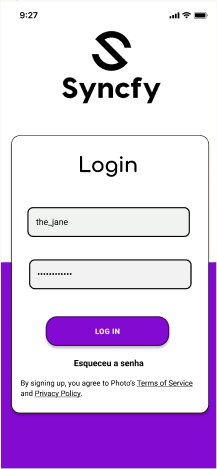 9:27
Syncfy
Login
the_jane
••••••••••••
LOG IN
Esqueceu a senha
By signing up, you agree to Photo's Terms of Service
and Privacy Policy.